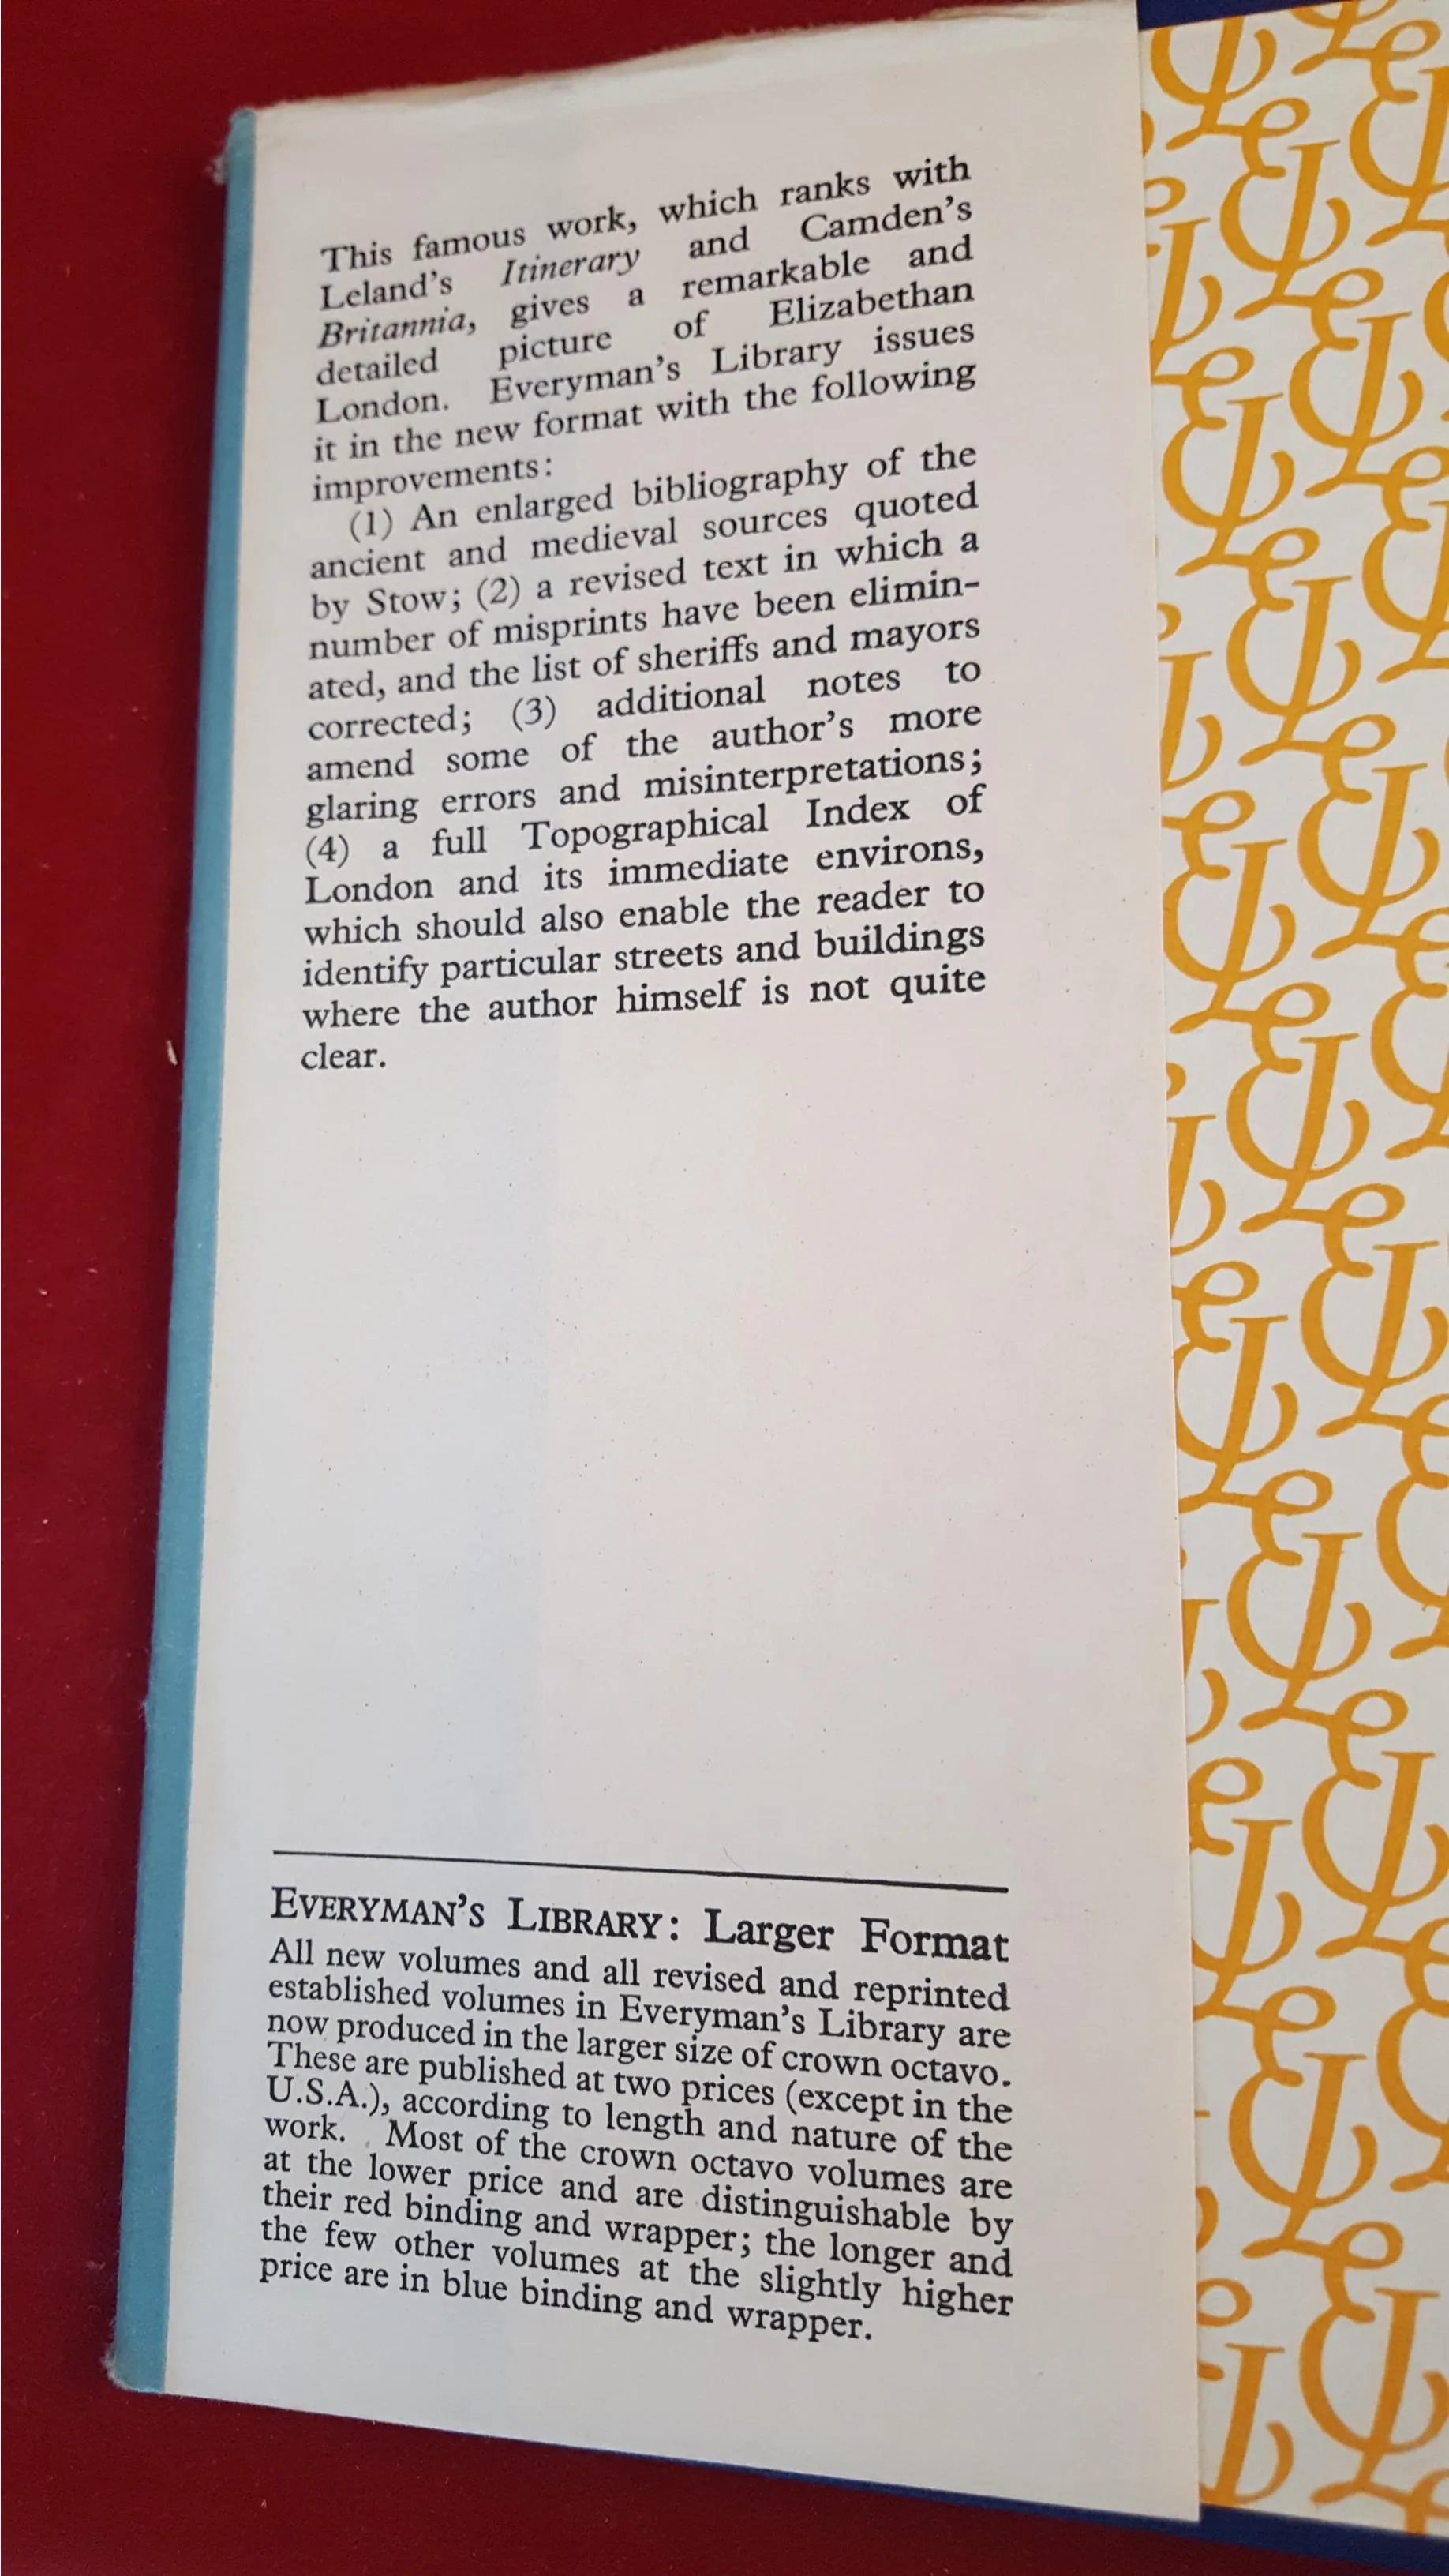 This famous work, which ranks with
Leland's Itinerary and Camden's
Britannia, gives a remarkable and
detailed picture of Elizabethan
London. Everyman's Library issues
it in the new format with the following
improvements:
(1) An enlarged bibliography of the
ancient and medieval sources quoted
by Stow; (2) a revised text in which a
number of misprints have been elimin-
ated, and the list of sheriffs and mayors
corrected; (3) additional notes to
amend some of the author's more
glaring errors and misinterpretations;
(4) a full Topographical Index of
London and its immediate environs,
which should also enable the reader to
identify particular streets and buildings
where the author himself is not quite
clear.
EVERYMAN'S LIBRARY: Larger Format
All new volumes and all revised and reprinted
established volumes in Everyman's Library are
now produced in the larger size of crown octavo.
These are published at two prices (except in the
U.S.A.), according to length and nature of the
work. Most of the crown octavo volumes are
at the lower price and are distinguishable by
their red binding and wrapper; the longer and
the few other volumes at the slightly higher
price are in blue binding and wrapper.